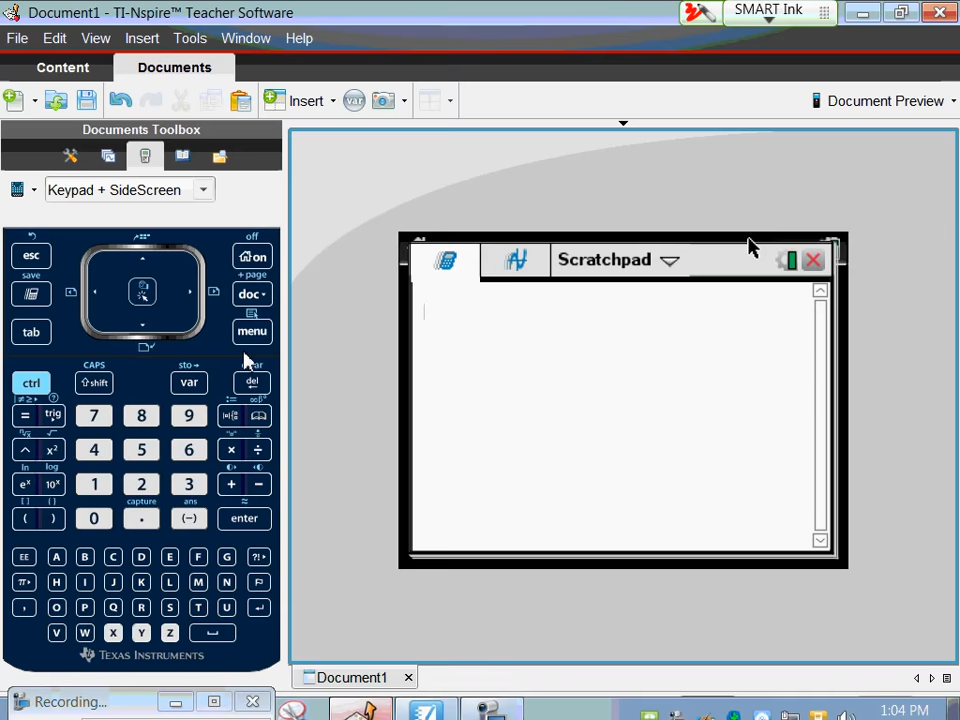 Document1 - TI-Nspire™ Teacher Software
SMART Ink
File Edit View Insert Tools Window Help
Content Documents
Insert var Document Preview
Documents Toolbox
Keypad + SideScreen
off
esc on
save + page
doc
tab menu
CAPS sto→
ctrl shift var del
= trig 7 8 9
^ x² 4 5 6 × ÷
ln log
eˣ 10ˣ 1 2 3 + −
[ ] { } capture ans ≈
( ) 0 . (−) enter
EE A B C D E F G ?!▸
π▸ H I J K L M N
, O P Q R S T U
V W X Y Z
TEXAS INSTRUMENTS
Scratchpad
Document1
Recording...
1:04 PM